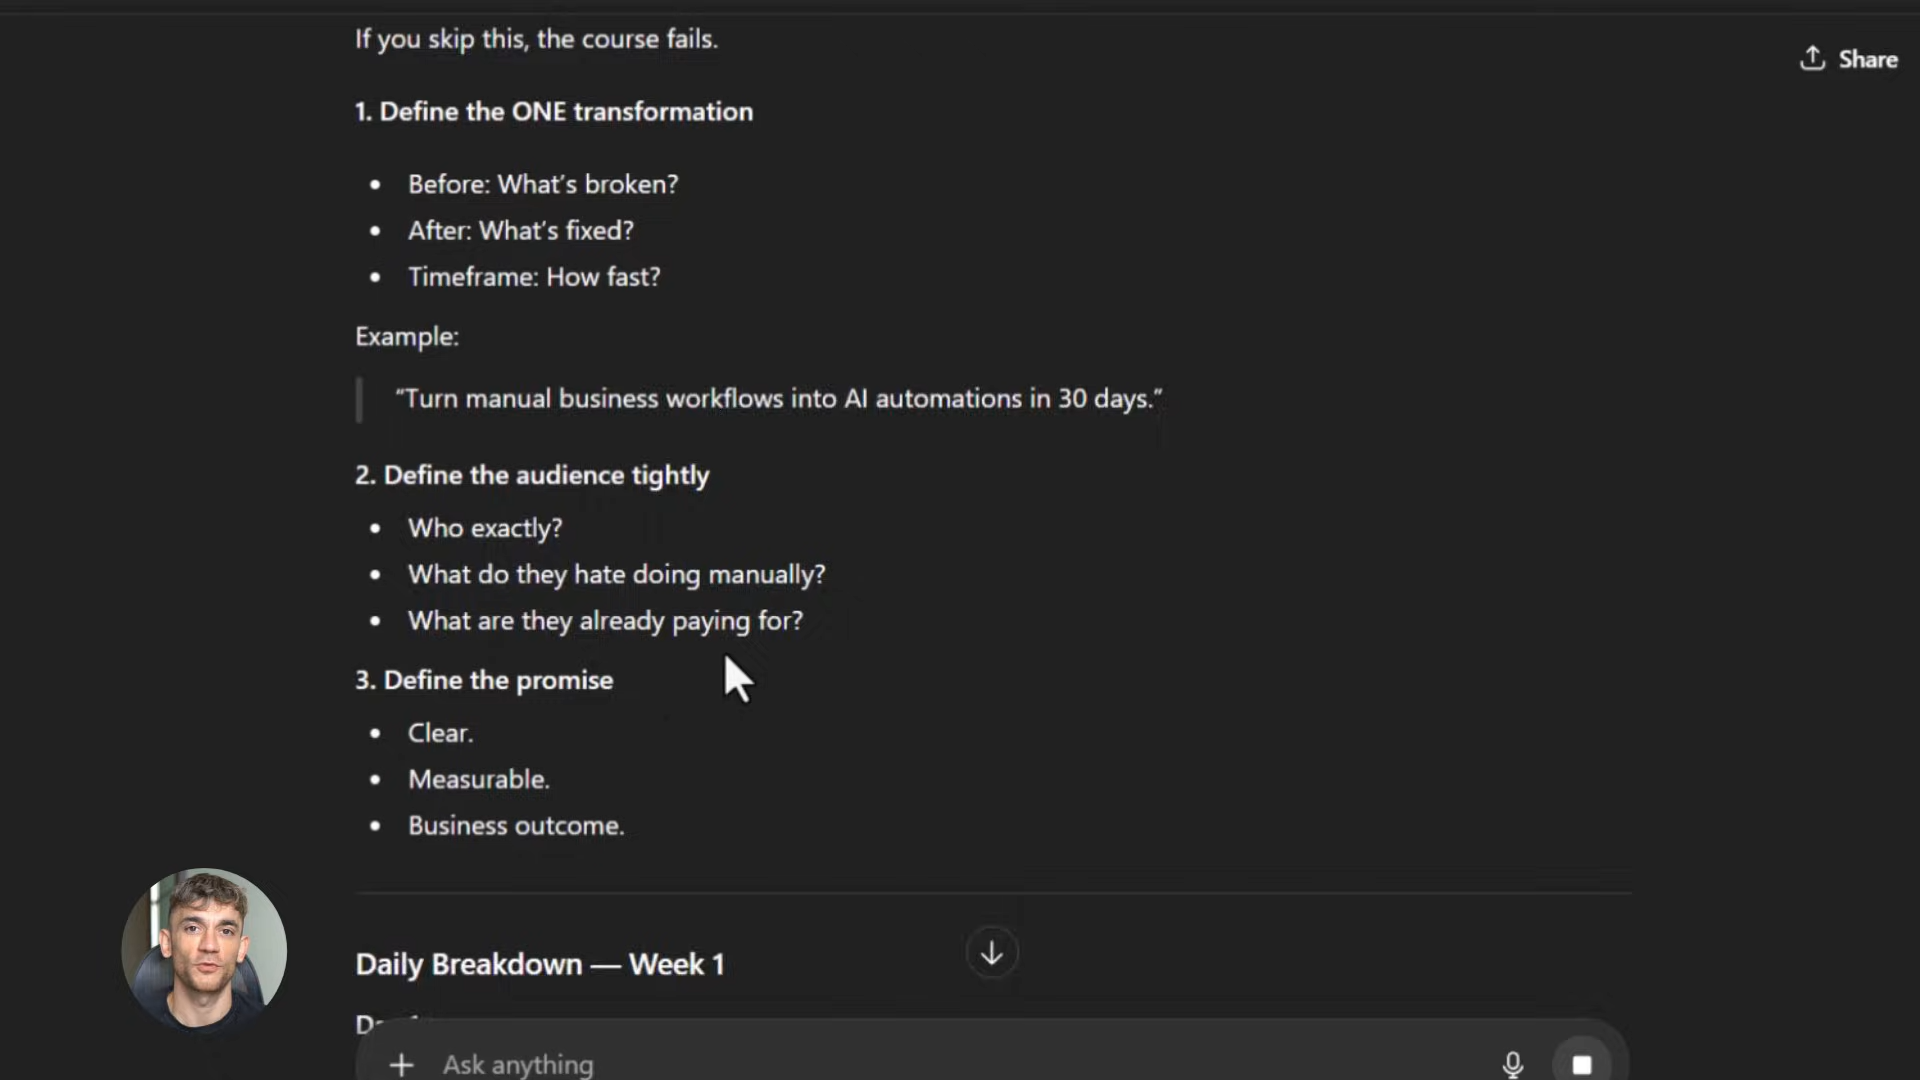 If you skip this, the course fails.
Share
1. Define the ONE transformation
• Before: What’s broken?
• After: What’s fixed?
• Timeframe: How fast?
Example:
“Turn manual business workflows into AI automations in 30 days.”
2. Define the audience tightly
• Who exactly?
• What do they hate doing manually?
• What are they already paying for?
3. Define the promise
• Clear.
• Measurable.
• Business outcome.
Daily Breakdown — Week 1
Ask anything